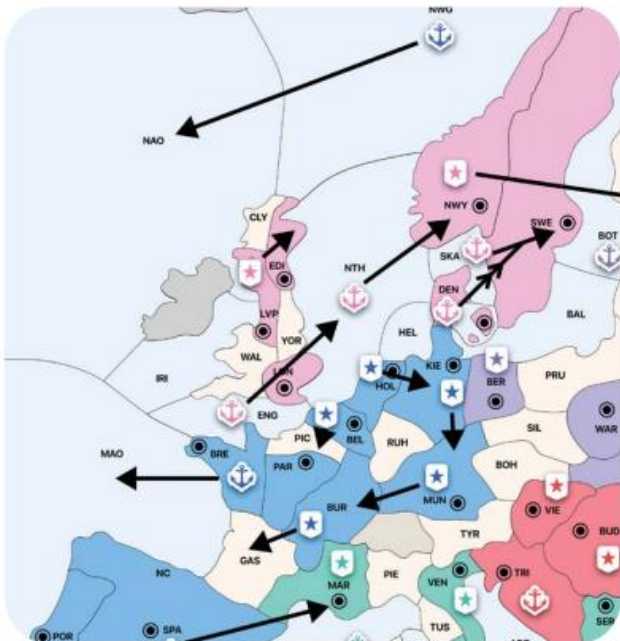 NWG
NAO
CLY
NWY
SWE
SKA
BOT
EDI
NTH
DEN
LVP
BAL
YOR
HEL
WAL
KIE
PRU
IRI
LON
HOL
BER
ENG
PIC
BEL
RUH
SIL
WAR
MAO
BRE
PAR
BOH
MUN
BUR
VIE
BUD
TYR
GAS
NC
MAR
PIE
VEN
TRI
SER
TUS
POR
SPA